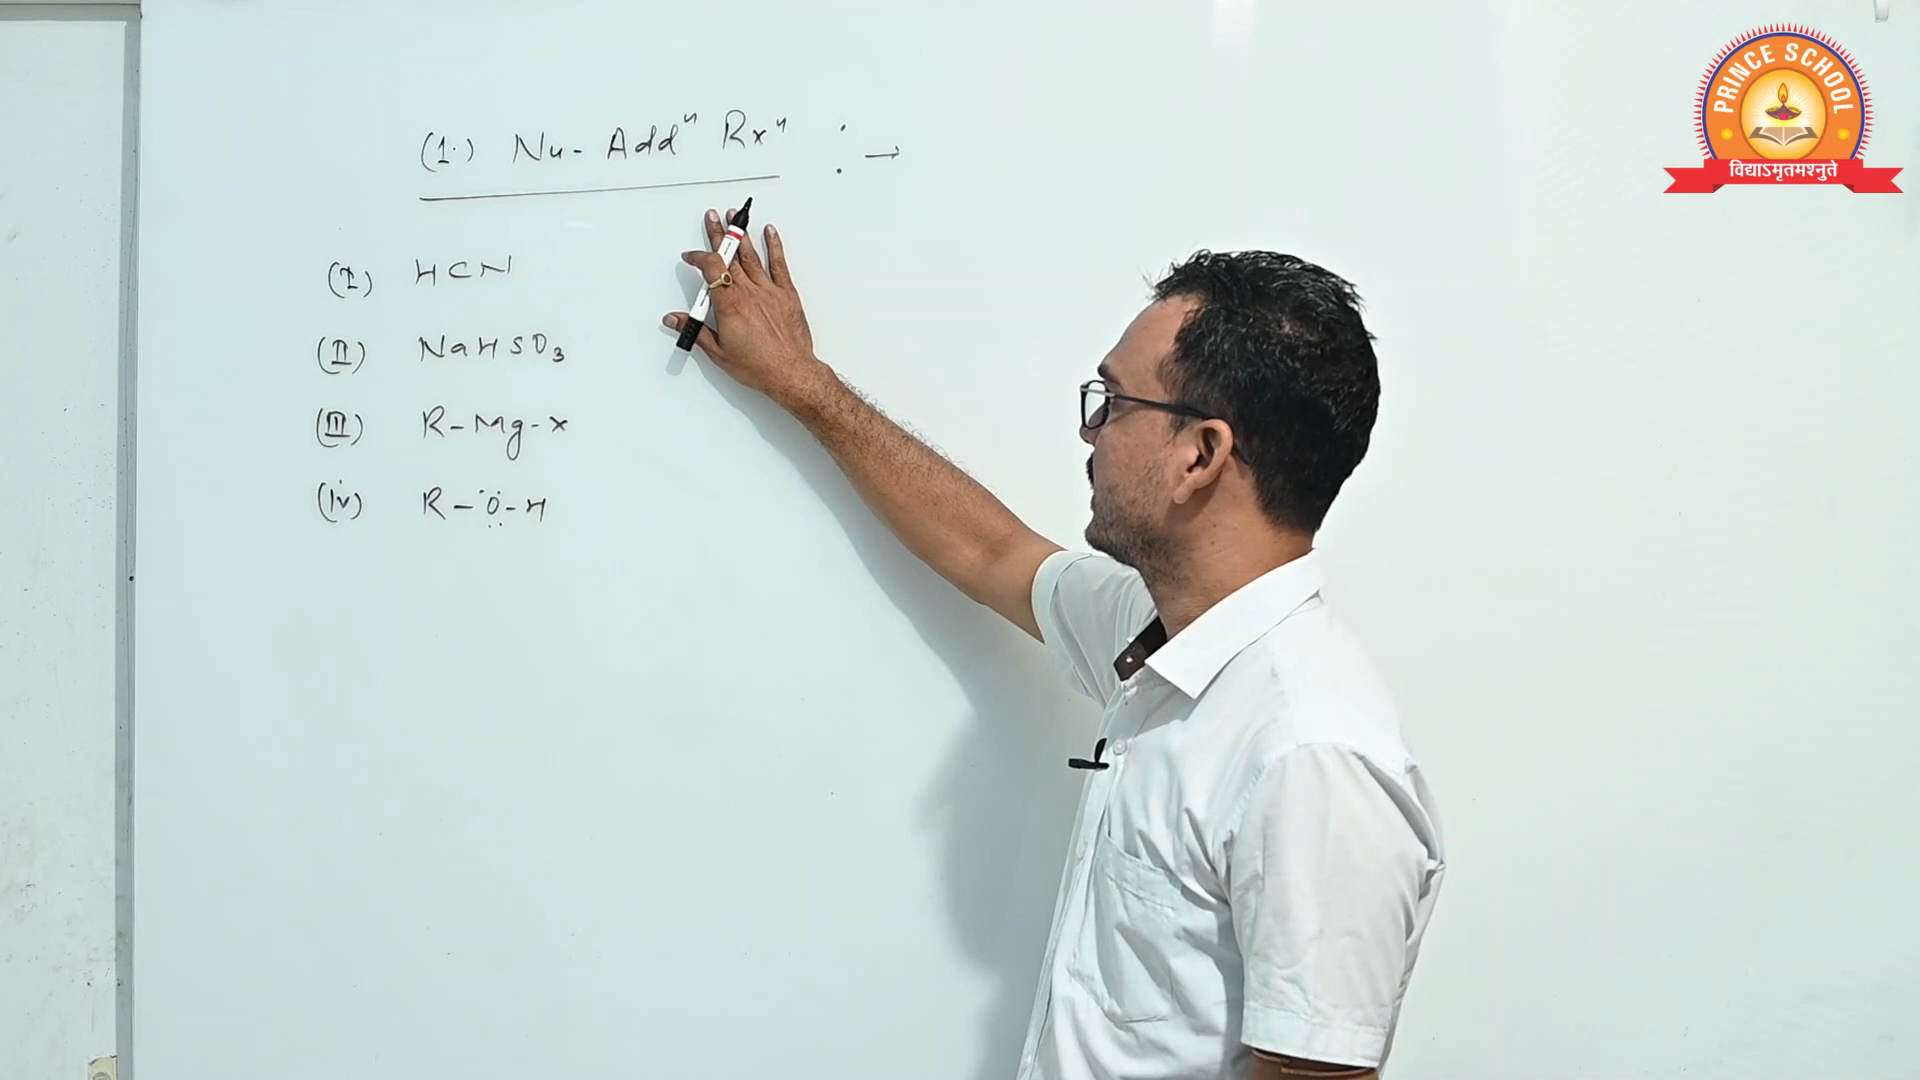 (1.) Nu- Addⁿ Rxⁿ :→
(I) HCN
(II) NaHSO₃
(III) R-Mg-X
(iv) R-Ö-H
PRINCE SCHOOL
विद्याऽमृतमश्नुते